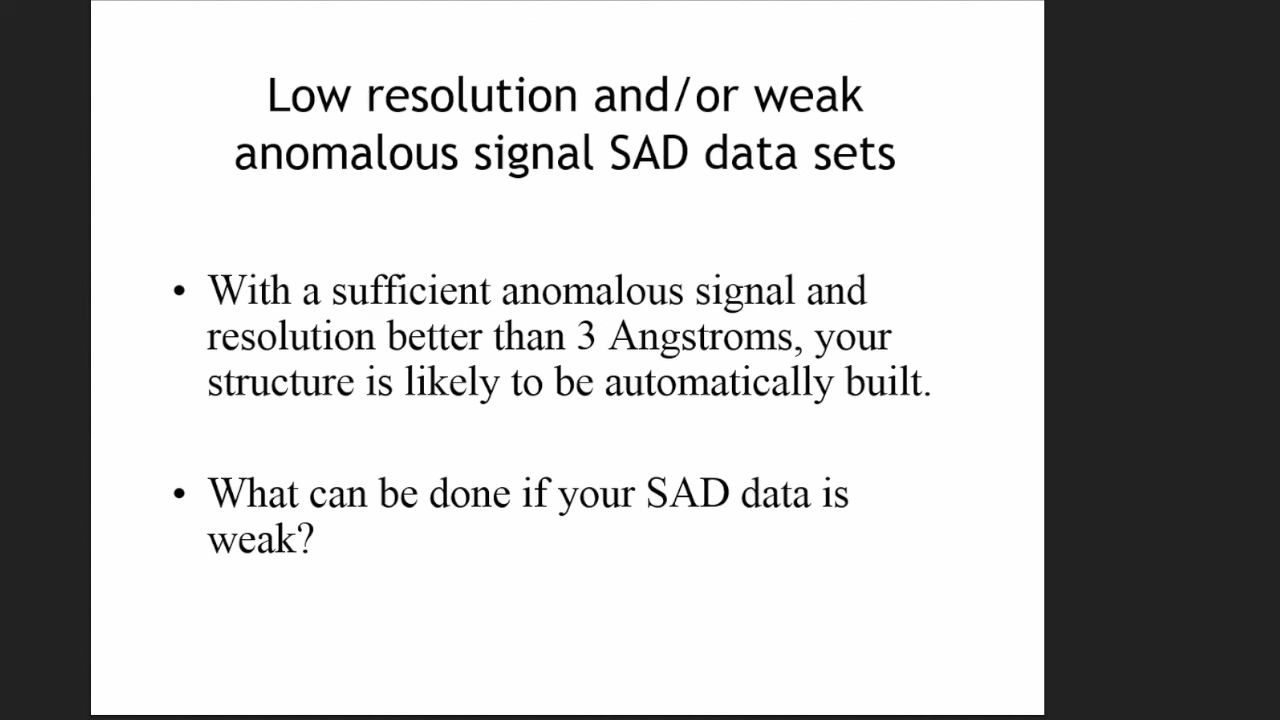 Low resolution and/or weak
anomalous signal SAD data sets
• With a sufficient anomalous signal and
resolution better than 3 Angstroms, your
structure is likely to be automatically built.
• What can be done if your SAD data is
weak?